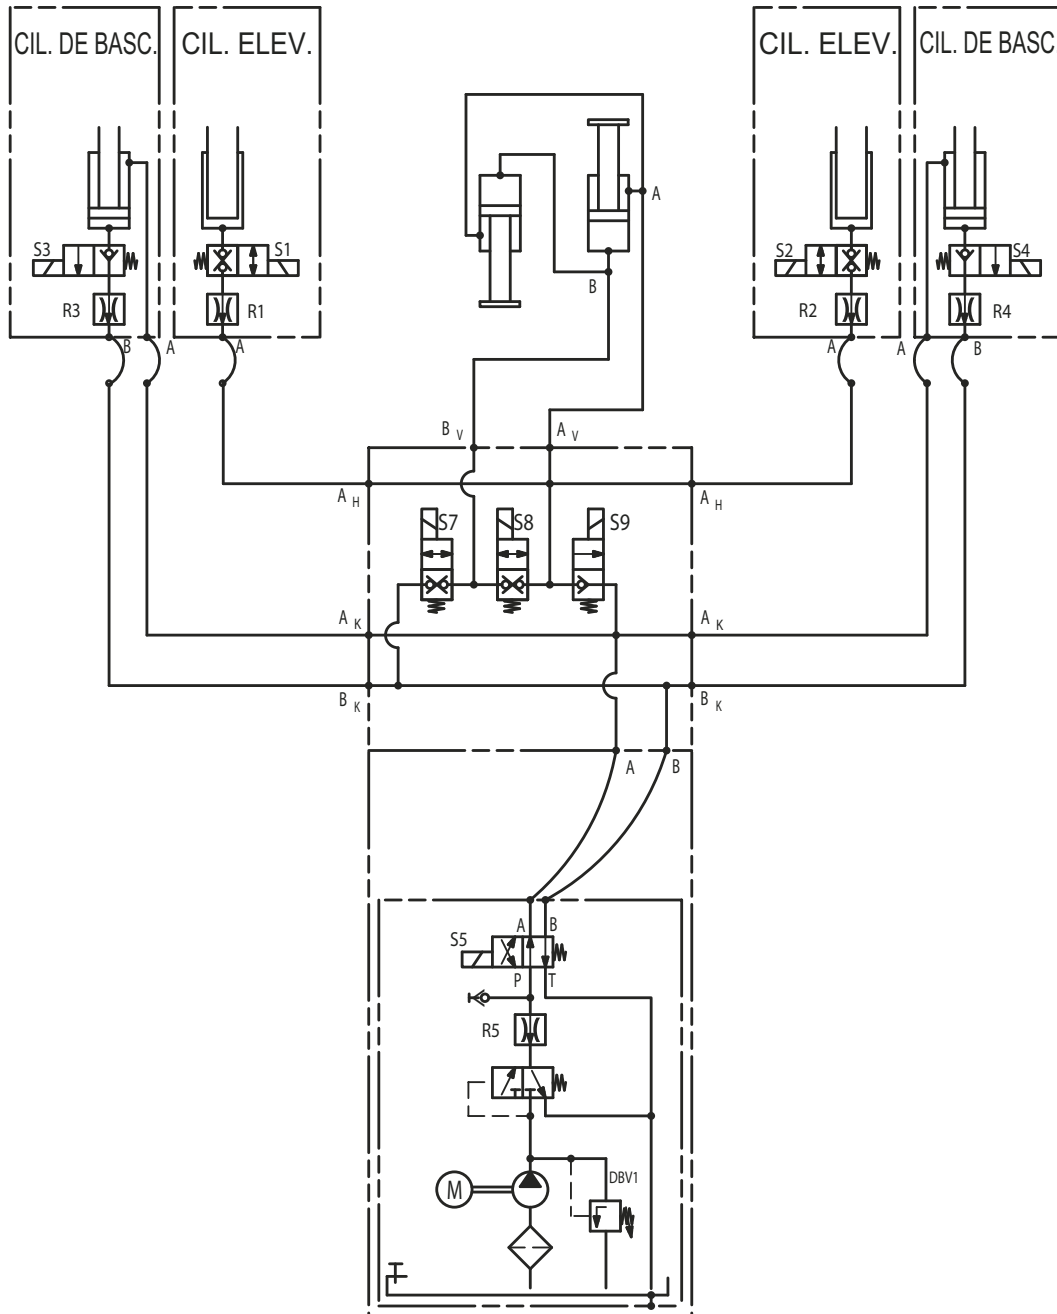 CIL. DE BASC.
CIL. ELEV.
CIL. ELEV.
CIL. DE BASC.
A
S3
S1
S2
S4
B
R3
R1
R2
R4
B
A
A
A
A
B
B V
A V
A H
A H
S7
S8
S9
A K
A K
B K
B K
A
B
A
B
S5
P
T
R5
DBV1
M